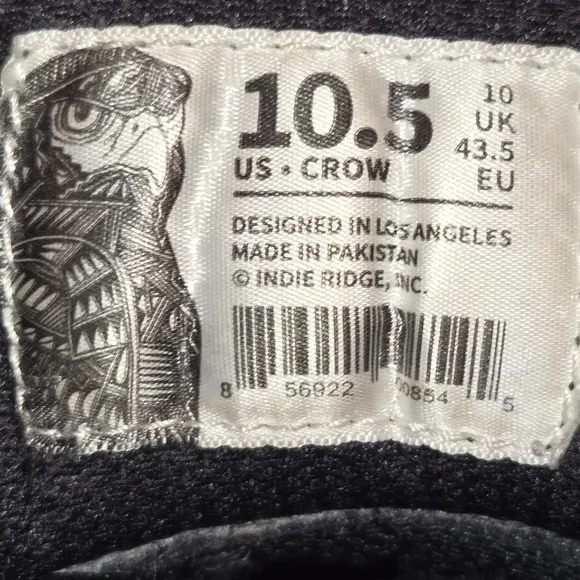 10.5
US • CROW
10
UK
43.5
EU
DESIGNED IN LOS ANGELES
MADE IN PAKISTAN
© INDIE RIDGE, INC.
8 56922 00854 5